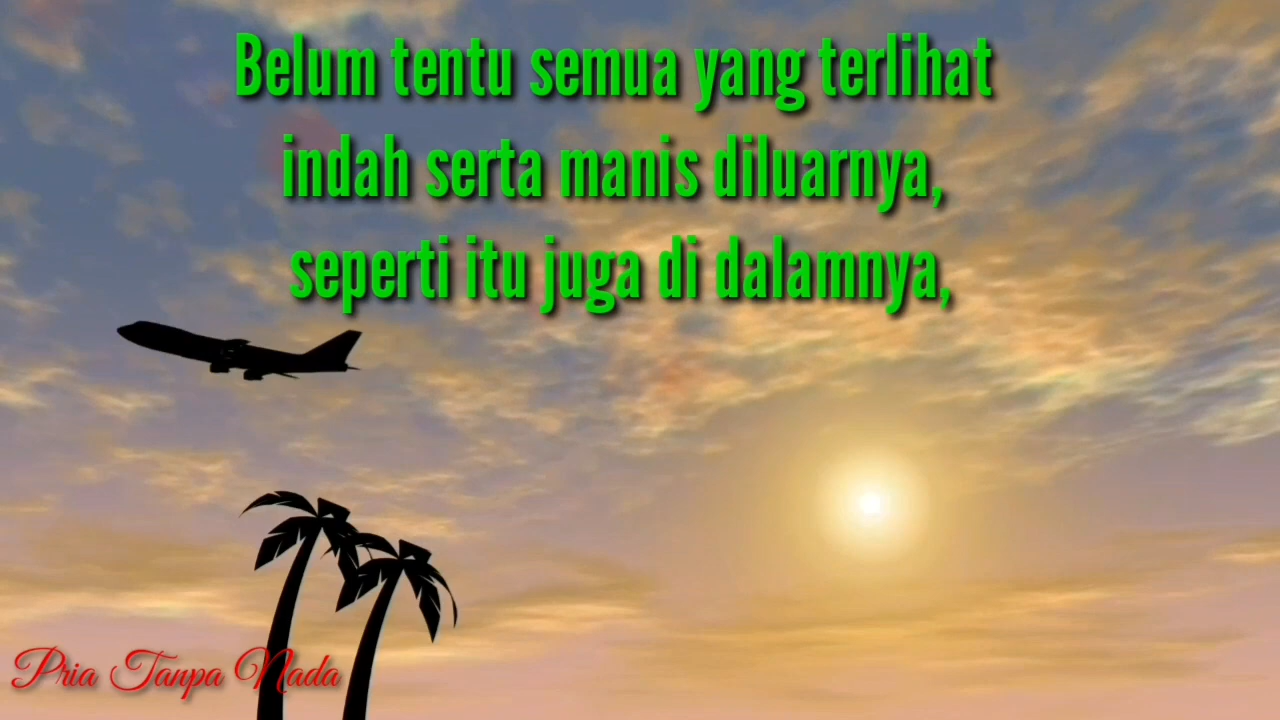 Belum tentu semua yang terlihat
indah serta manis diluarnya,
seperti itu juga di dalamnya,
Pria Tanpa Nada